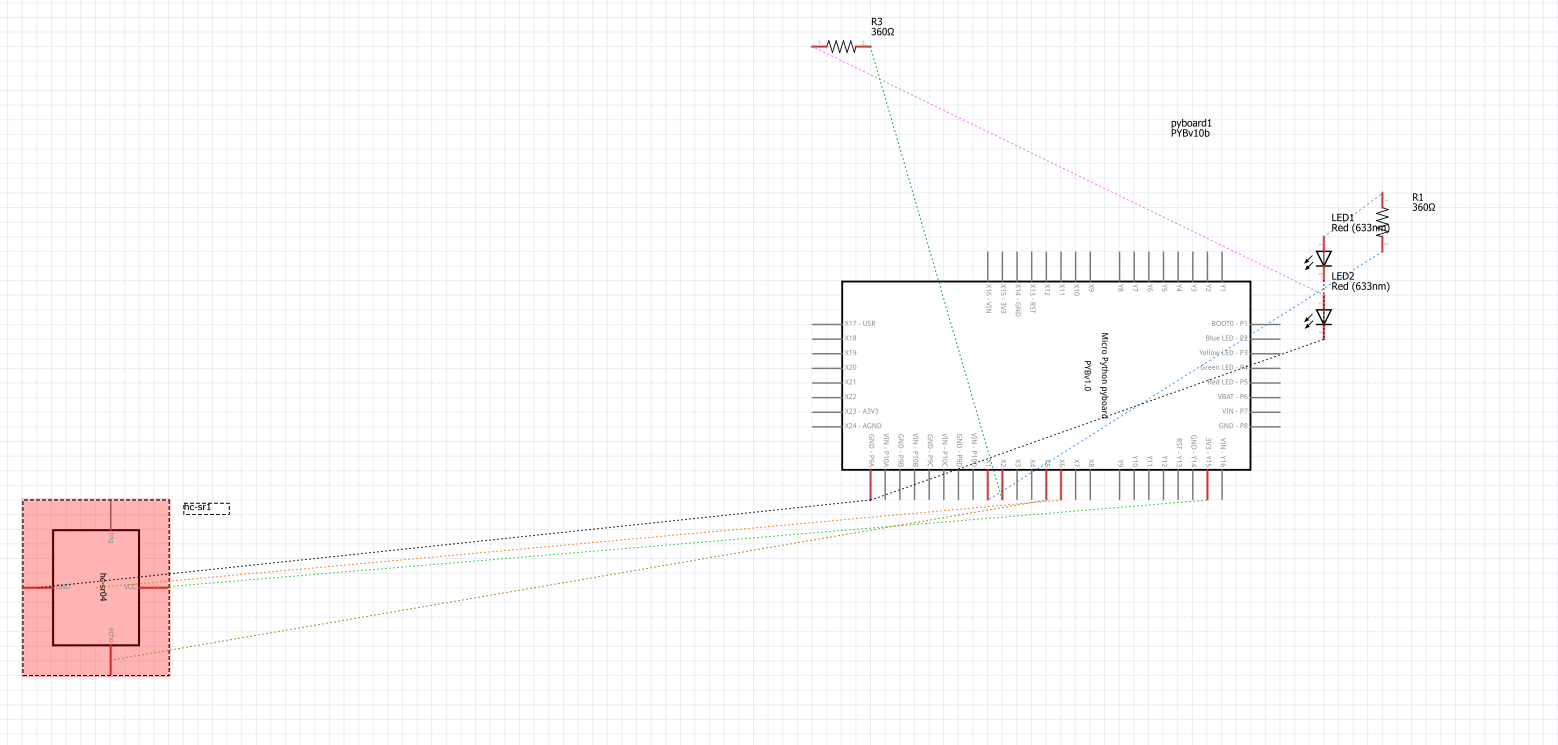 R3
360Ω
pyboard1
PYBv10b
R1
360Ω
LED1
Red (633nm)
LED2
Red (633nm)
X16 - VIN
X15 - 3V3
X14 - GND
X13 - RST
X12
X11
X10
X9
Y8
Y7
Y6
Y5
Y4
Y3
Y2
Y1
X17 - USR
X18
X19
X20
X21
X22
X23 - A3V3
X24 - AGND
BOOT0 - P1
Blue LED - P2
Yellow LED - P3
Green LED - P4
Red LED - P5
VBAT - P6
VIN - P7
GND - P8
Micro Python pyboard
PYBv1.0
GND - P9A
VIN - P10A
GND - P9B
VIN - P10B
GND - P9C
VIN - P10C
GND - P9D
VIN - P10D
X2
X3
X4
X5
X6
X7
X8
Y9
Y10
Y11
Y12
RST - Y13
GND - Y14
3V3 - Y15
VIN - Y16
hc-sr1
trig
GND
hc-sr04
VCC
echo